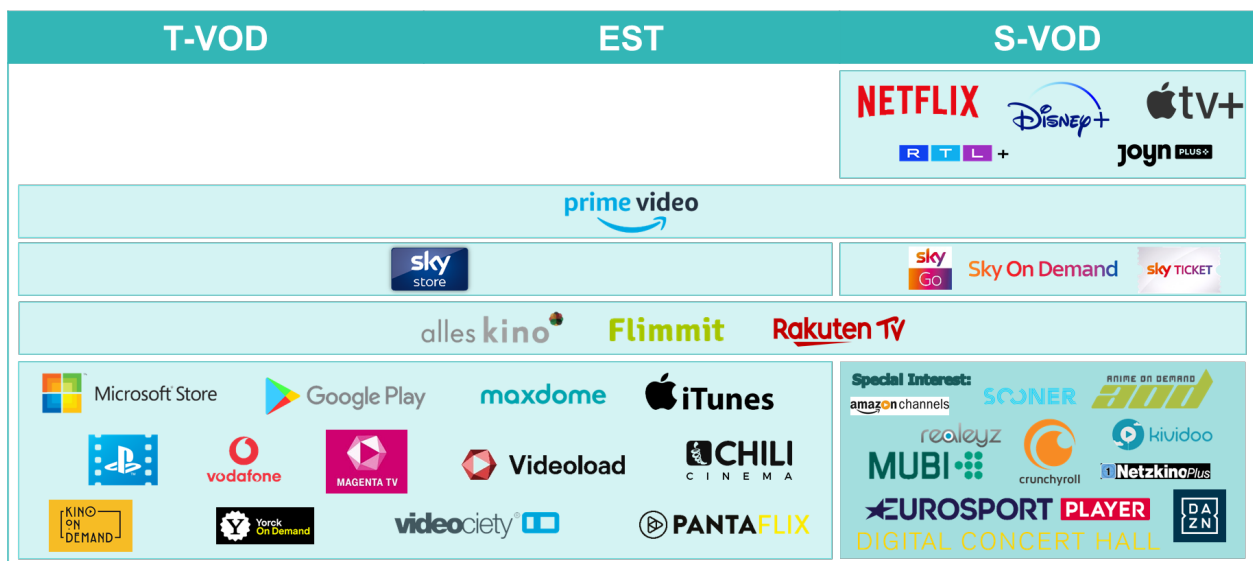 T-VOD EST S-VOD
NETFLIX Disney+ tv+
RTL+ joyn PLUS+
prime video
sky store
sky Go Sky On Demand sky TICKET
alles kino Flimmit Rakuten TV
Microsoft Store Google Play maxdome iTunes
vodafone MAGENTA TV Videoload CHILI CINEMA
KINO ON DEMAND Yorck On Demand videociety PANTAFLIX
Special Interest:
amazon channels SOONER ANIME ON DEMAND aod
realeyz crunchyroll kividoo
MUBI 1 NetzkinoPlus
EUROSPORT PLAYER DAZN
DIGITAL CONCERT HALL